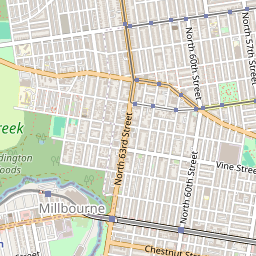 North 60th Street
North 57th Street
reek
North 63rd Street
dington
oods
Vine Stree
North 60th Street
Millbourne
Street
Chestnut Str